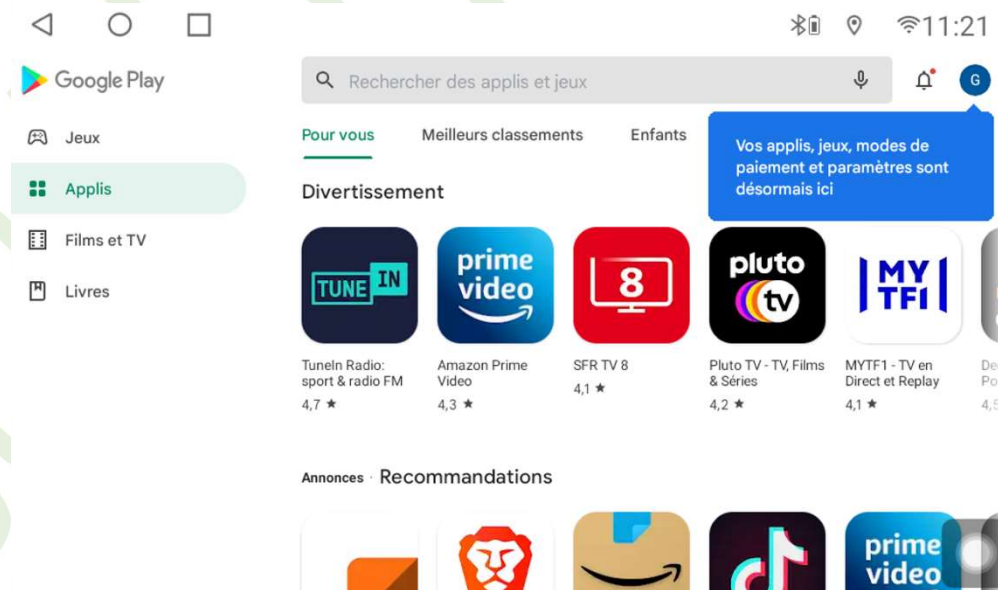 11:21
Google Play
Rechercher des applis et jeux
G
Jeux
Applis
Films et TV
Livres
Pour vous
Meilleurs classements
Enfants
Vos applis, jeux, modes de
paiement et paramètres sont
désormais ici
Divertissement
TUNE IN
prime
video
8
pluto
tv
MY
TF1
TuneIn Radio:
sport & radio FM
4,7 ★
Amazon Prime
Video
4,3 ★
SFR TV 8
4,1 ★
Pluto TV - TV, Films
& Séries
4,2 ★
MYTF1 - TV en
Direct et Replay
4,1 ★
Annonces · Recommandations
prime
video